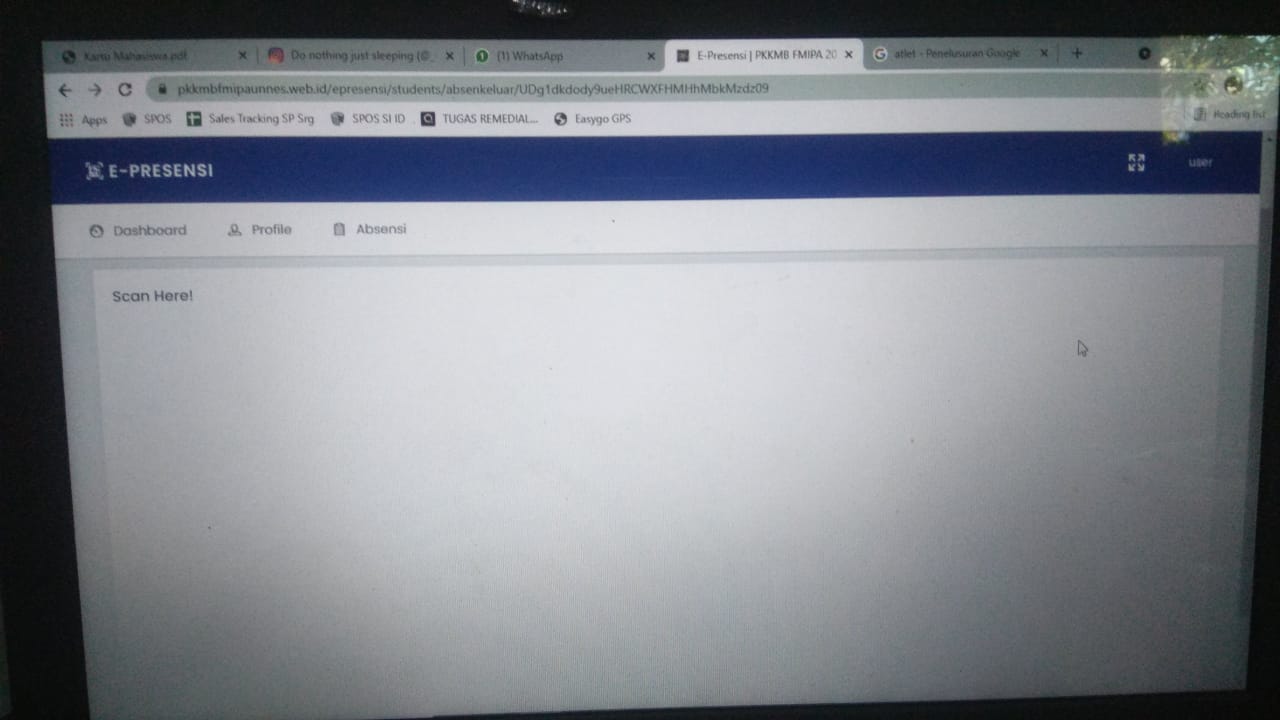 Kartu Mahasiswa.pdf
Do nothing just sleeping (@_
(1) WhatsApp
E-Presensi | PKKMB FMIPA 20
atlet - Penelusuran Google
pkkmbfmipaunnes.web.id/epresensi/students/absenkeluar/UDg1dkdody9ueHRCWXFHMHhMbkMzdz09
Apps
SPOS
Sales Tracking SP Srg
SPOS SI ID
TUGAS REMEDIAL...
Easygo GPS
Reading list
E-PRESENSI
user
Dashboard
Profile
Absensi
Scan Here!